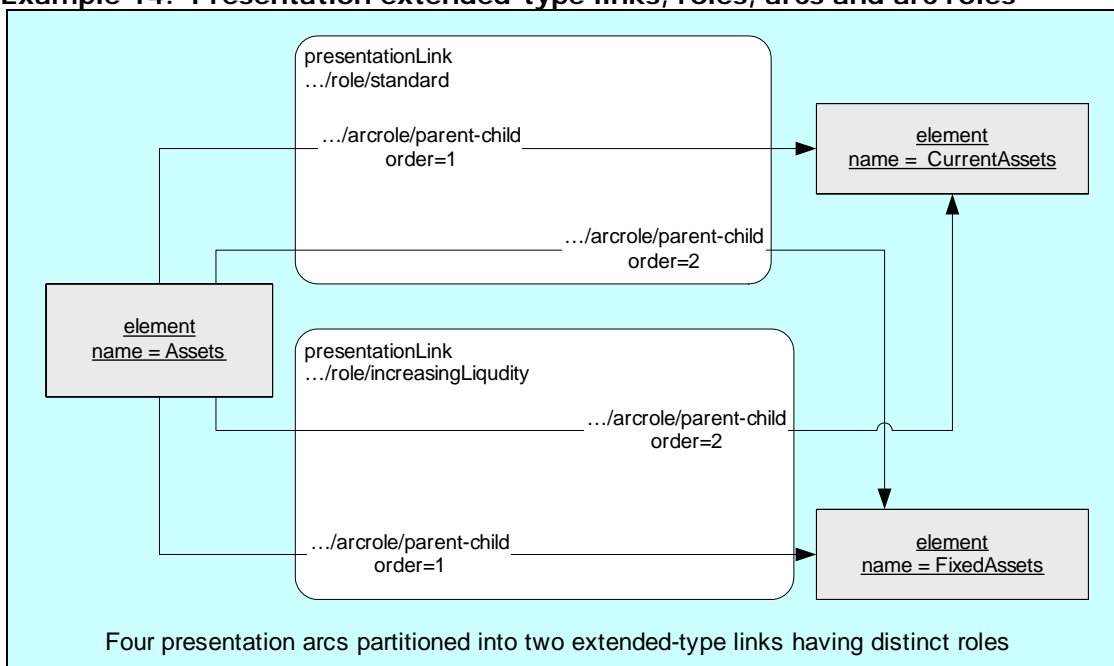 Example 14: Presentation extended-type links, roles, arcs and arc roles
presentationLink
…/role/standard
…/arcrole/parent-child
order=1
element
name = CurrentAssets
…/arcrole/parent-child
order=2
element
name = Assets
presentationLink
…/role/increasingLiqudity
…/arcrole/parent-child
order=2
…/arcrole/parent-child
order=1
element
name = FixedAssets
Four presentation arcs partitioned into two extended-type links having distinct roles